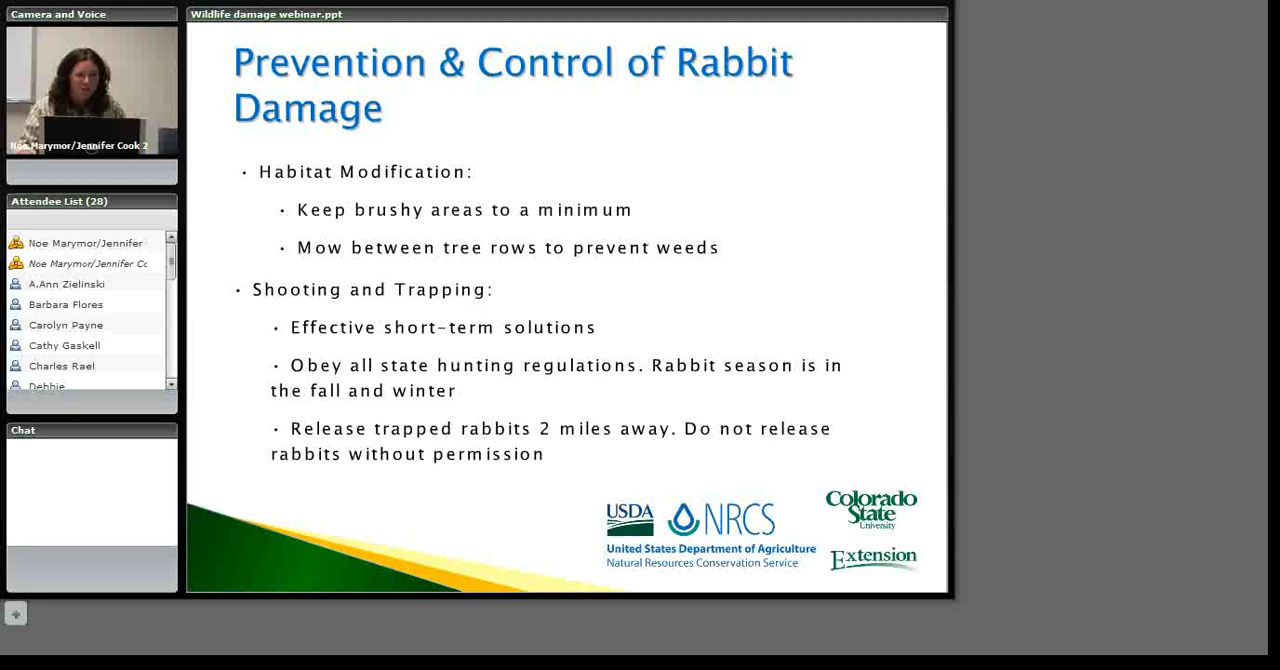 Camera and Voice
Noe Marymor/Jennifer Cook 2
Attendee List (28)
Noe Marymor/Jennifer
Noe Marymor/Jennifer Cc
A.Ann Zielinski
Barbara Flores
Carolyn Payne
Cathy Gaskell
Charles Rael
Debbie
Chat
Wildlife damage webinar.ppt
Prevention & Control of Rabbit
Damage
• Habitat Modification:
• Keep brushy areas to a minimum
• Mow between tree rows to prevent weeds
• Shooting and Trapping:
• Effective short-term solutions
• Obey all state hunting regulations. Rabbit season is in
the fall and winter
• Release trapped rabbits 2 miles away. Do not release
rabbits without permission
USDA NRCS
United States Department of Agriculture
Natural Resources Conservation Service
Colorado
State
University
Extension